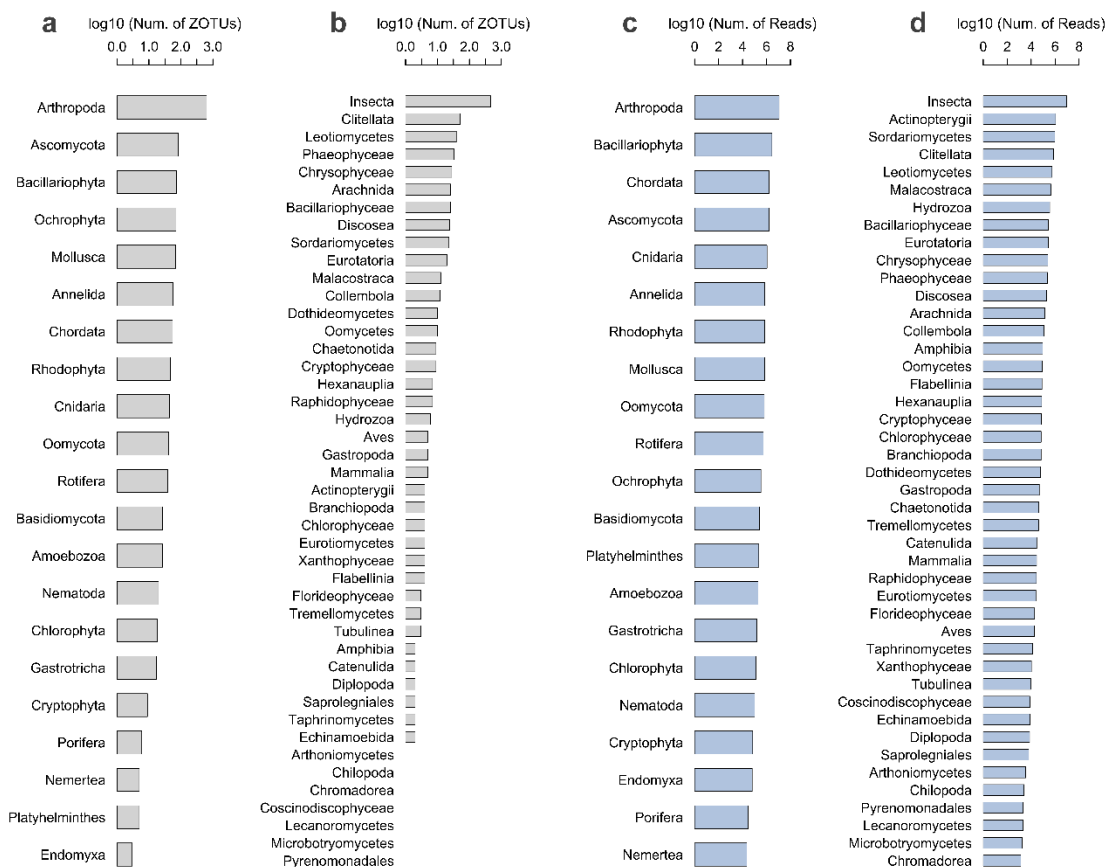 a
log10 (Num. of ZOTUs)
0.0 1.0 2.0 3.0
Arthropoda
Ascomycota
Bacillariophyta
Ochrophyta
Mollusca
Annelida
Chordata
Rhodophyta
Cnidaria
Oomycota
Rotifera
Basidiomycota
Amoebozoa
Nematoda
Chlorophyta
Gastrotricha
Cryptophyta
Porifera
Nemertea
Platyhelminthes
Endomyxa
b
log10 (Num. of ZOTUs)
0.0 1.0 2.0 3.0
Insecta
Clitellata
Leotiomycetes
Phaeophyceae
Chrysophyceae
Arachnida
Bacillariophyceae
Discosea
Sordariomycetes
Eurotatoria
Malacostraca
Collembola
Dothideomycetes
Oomycetes
Chaetonotida
Cryptophyceae
Hexanauplia
Raphidophyceae
Hydrozoa
Aves
Gastropoda
Mammalia
Actinopterygii
Branchiopoda
Chlorophyceae
Eurotiomycetes
Xanthophyceae
Flabellinia
Florideophyceae
Tremellomycetes
Tubulinea
Amphibia
Catenulida
Diplopoda
Saprolegniales
Taphrinomycetes
Echinamoebida
Arthoniomycetes
Chilopoda
Chromadorea
Coscinodiscophyceae
Lecanoromycetes
Microbotryomycetes
Pyrenomonadales
c
log10 (Num. of Reads)
0 2 4 6 8
Arthropoda
Bacillariophyta
Chordata
Ascomycota
Cnidaria
Annelida
Rhodophyta
Mollusca
Oomycota
Rotifera
Ochrophyta
Basidiomycota
Platyhelminthes
Amoebozoa
Gastrotricha
Chlorophyta
Nematoda
Cryptophyta
Endomyxa
Porifera
Nemertea
d
log10 (Num. of Reads)
0 2 4 6 8
Insecta
Actinopterygii
Sordariomycetes
Clitellata
Leotiomycetes
Malacostraca
Hydrozoa
Bacillariophyceae
Eurotatoria
Chrysophyceae
Phaeophyceae
Discosea
Arachnida
Collembola
Amphibia
Oomycetes
Flabellinia
Hexanauplia
Cryptophyceae
Chlorophyceae
Branchiopoda
Dothideomycetes
Gastropoda
Chaetonotida
Tremellomycetes
Catenulida
Mammalia
Raphidophyceae
Eurotiomycetes
Florideophyceae
Aves
Taphrinomycetes
Xanthophyceae
Tubulinea
Coscinodiscophyceae
Echinamoebida
Diplopoda
Saprolegniales
Arthoniomycetes
Chilopoda
Pyrenomonadales
Lecanoromycetes
Microbotryomycetes
Chromadorea